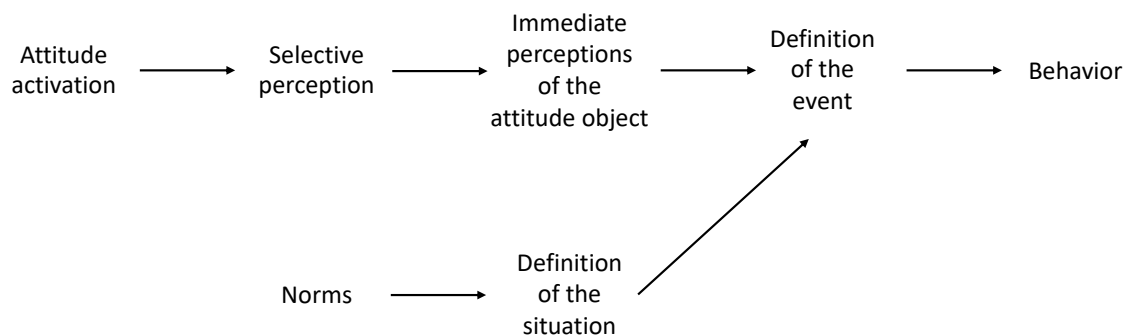 Attitude
activation
Selective
perception
Immediate
perceptions
of the
attitude object
Definition
of the
event
Behavior
Norms
Definition
of the
situation